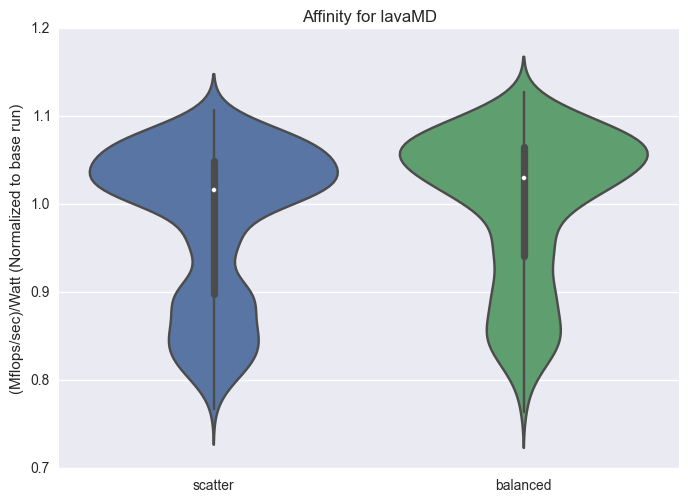 Affinity for lavaMD
(Mflops/sec)/Watt (Normalized to base run)
1.2
1.1
1.0
0.9
0.8
0.7
scatter balanced